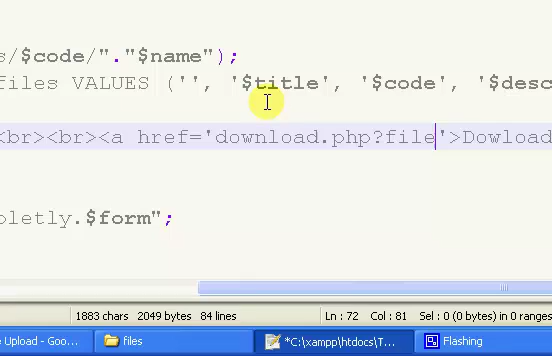 s/$code/"."$name");
files VALUES ('', '$title', '$code', '$desc
<br><br><a href='download.php?file'>Dowload
pletly.$form";
1883 chars 2049 bytes 84 lines Ln : 72 Col : 81 Sel : 0 (0 bytes) in 0 ranges
e Upload - Goo... files *C:\xampp\htdocs\T... Flashing